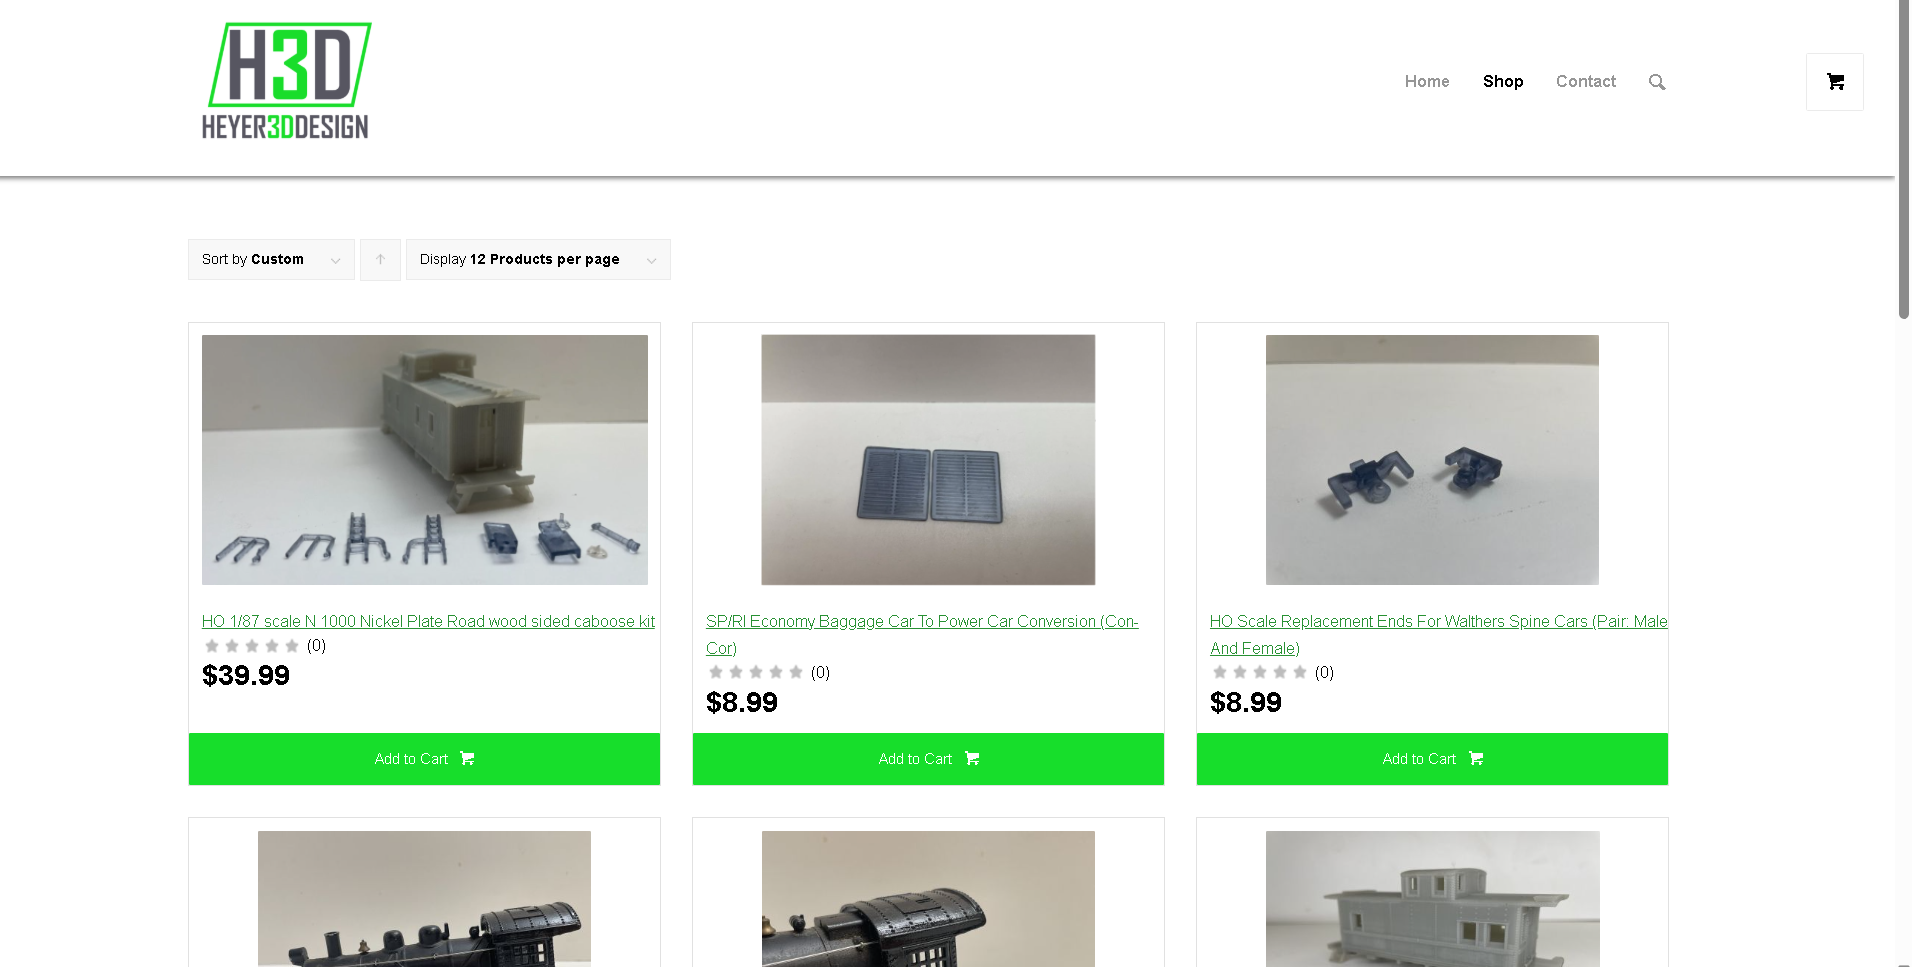 H3D
HEYER3DDESIGN
Home
Shop
Contact
Sort by Custom
Display 12 Products per page
HO 1/87 scale N 1000 Nickel Plate Road wood sided caboose kit
(0)
$39.99
Add to Cart
SP/RI Economy Baggage Car To Power Car Conversion (Con-
Cor)
(0)
$8.99
Add to Cart
HO Scale Replacement Ends For Walthers Spine Cars (Pair: Male
And Female)
(0)
$8.99
Add to Cart